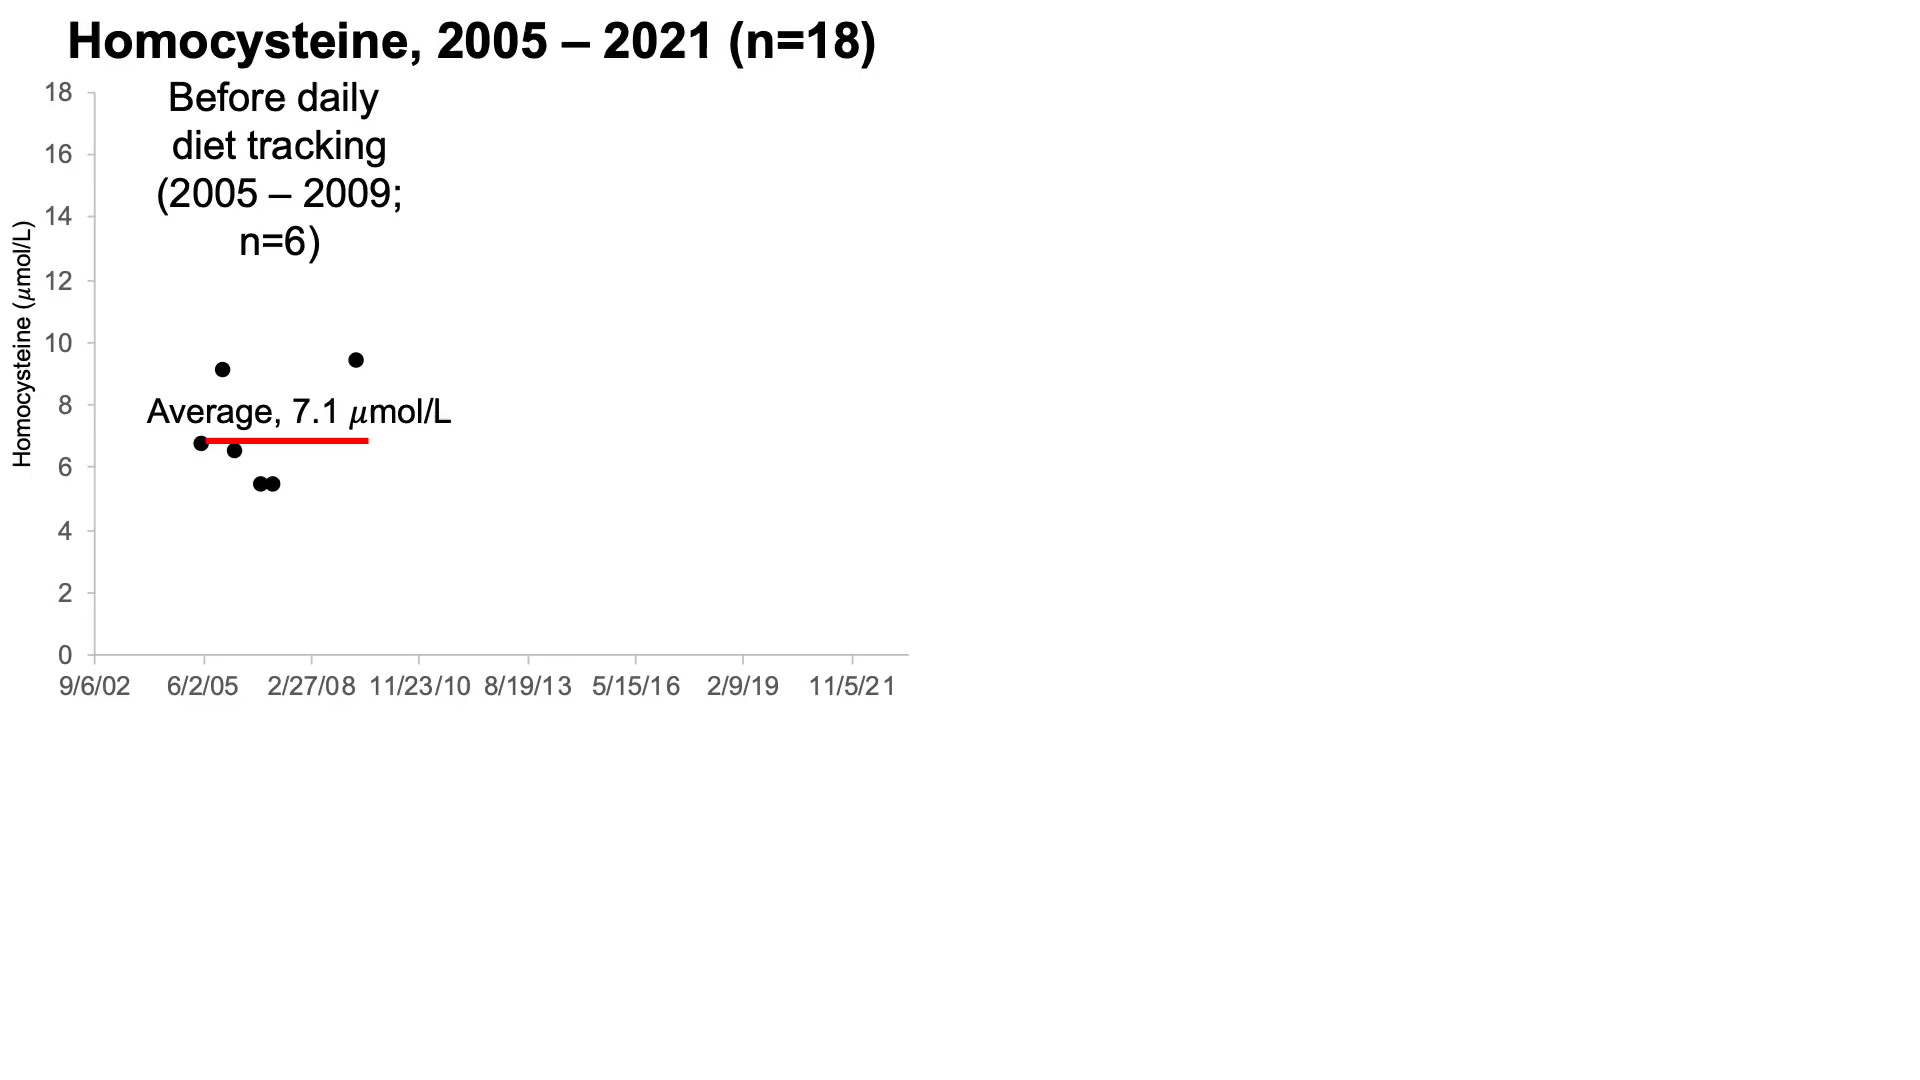 Homocysteine, 2005 – 2021 (n=18)
Before daily
diet tracking
(2005 – 2009;
n=6)
Homocysteine (μmol/L)
18
16
14
12
10
8
6
4
2
0
Average, 7.1 μmol/L
9/6/02 6/2/05 2/27/08 11/23/10 8/19/13 5/15/16 2/9/19 11/5/21